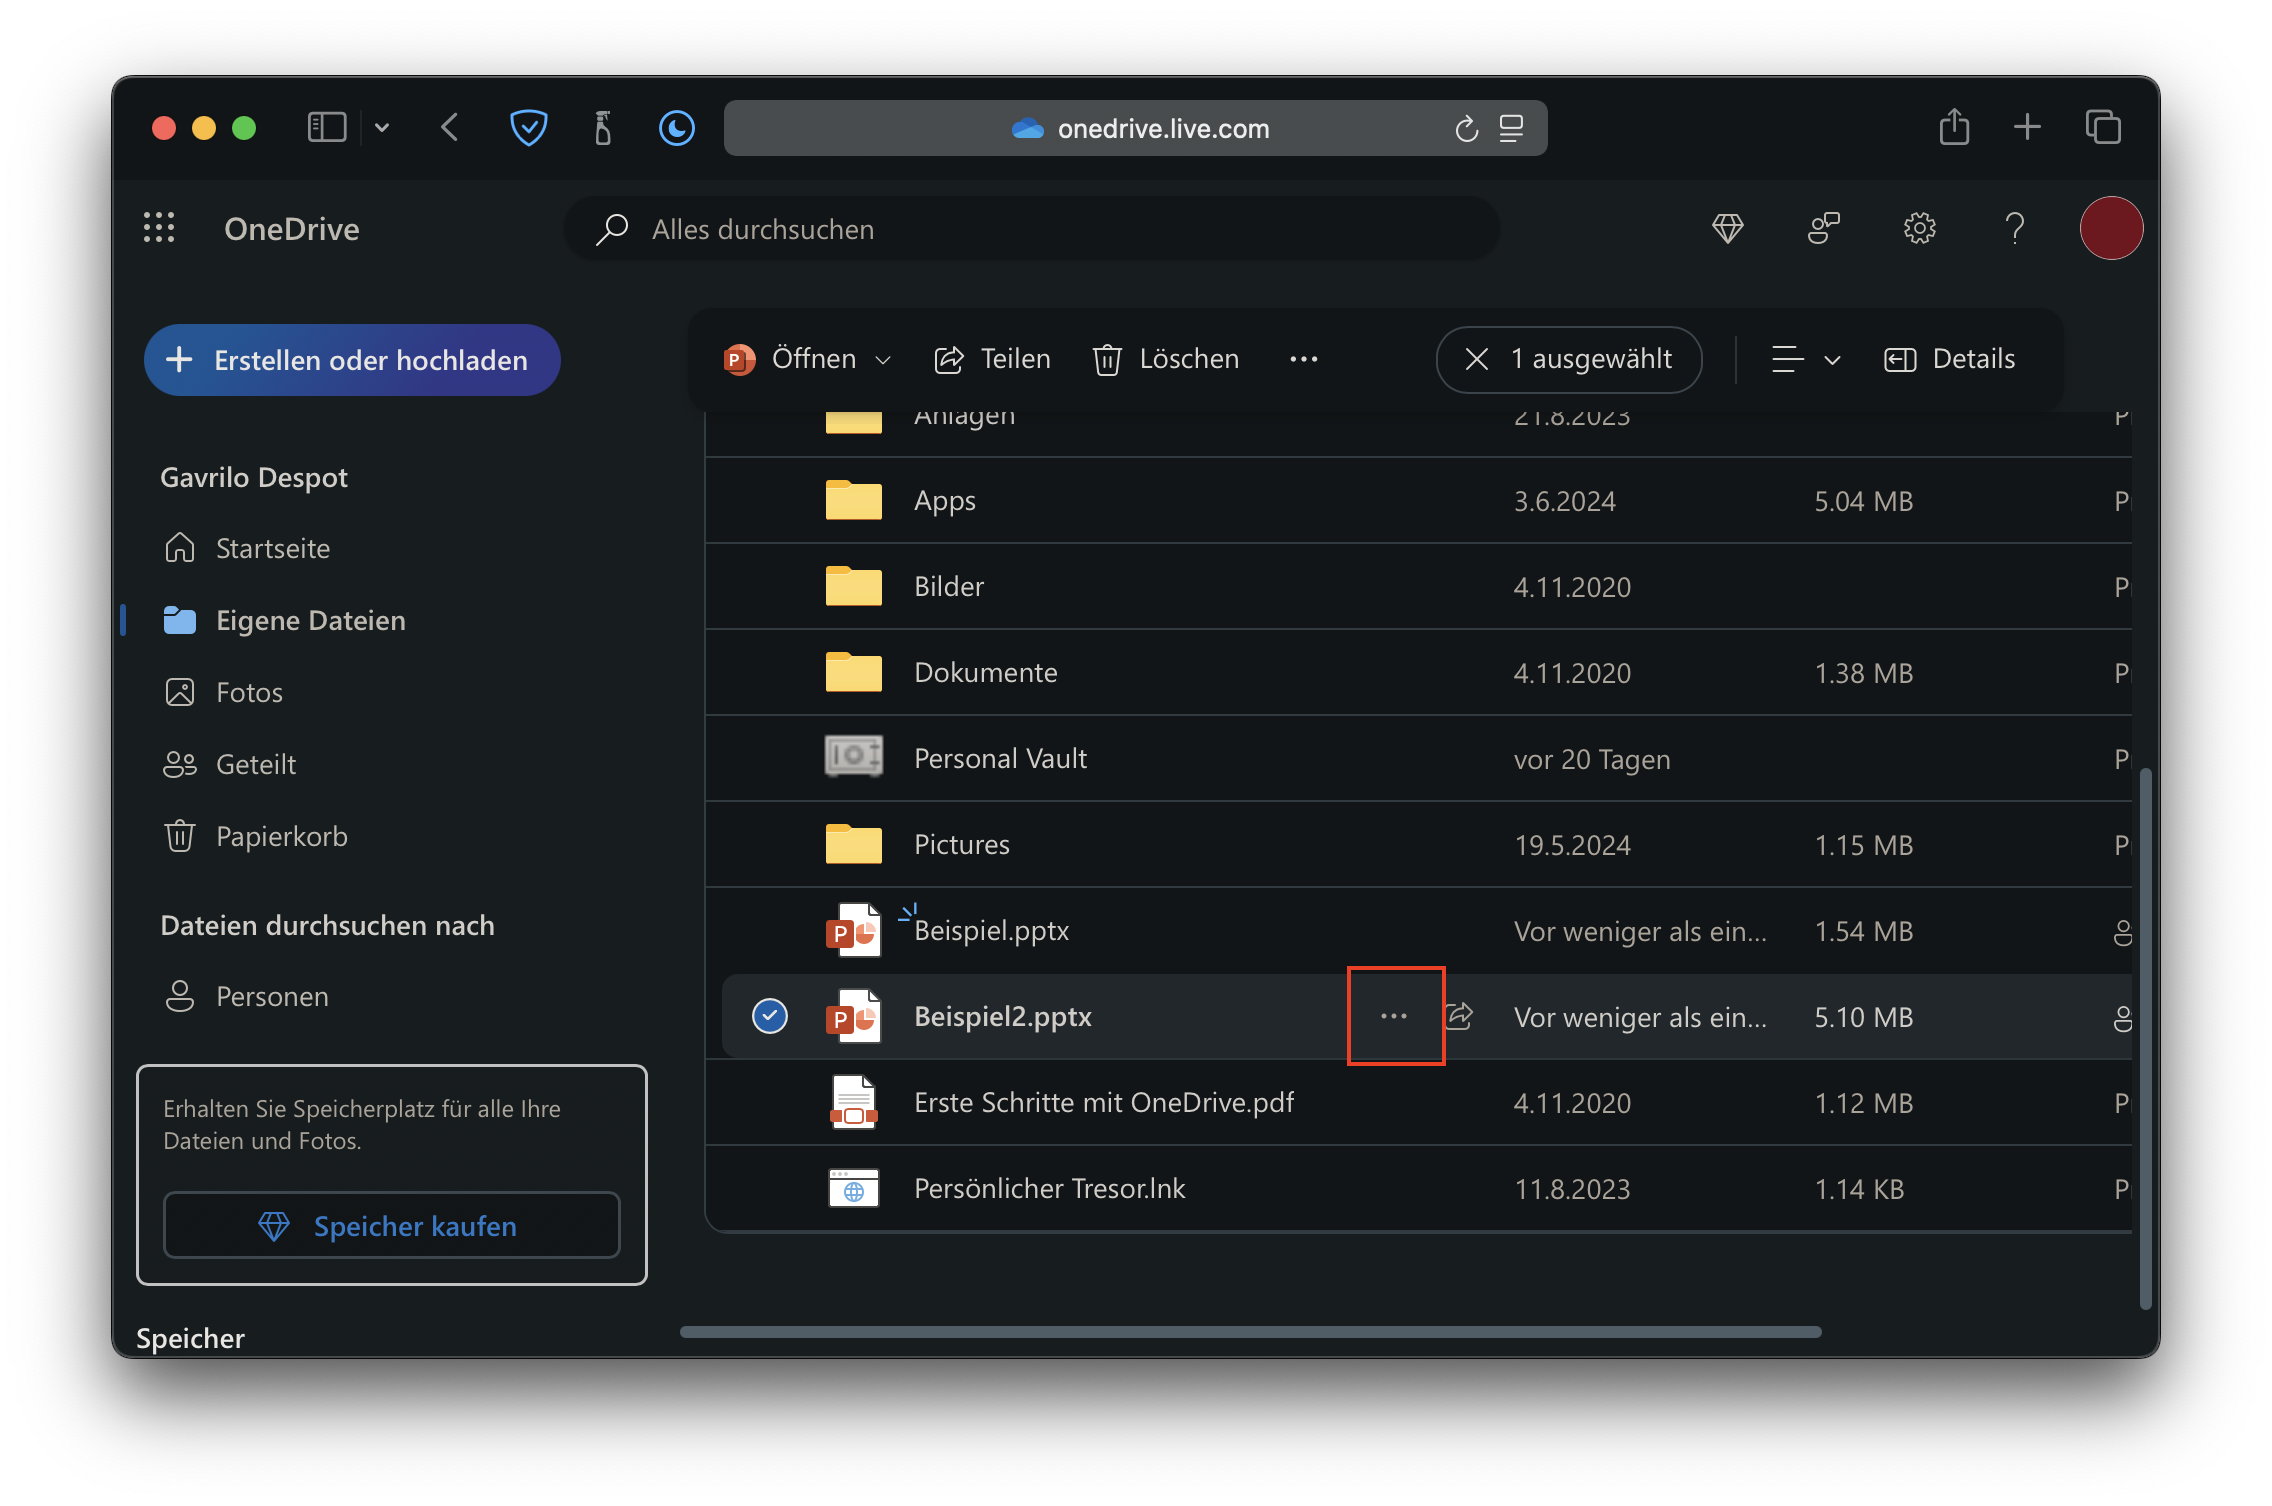 onedrive.live.com
OneDrive
Alles durchsuchen
Erstellen oder hochladen
Öffnen
Teilen
Löschen
1 ausgewählt
Details
Gavrilo Despot
Startseite
Eigene Dateien
Fotos
Geteilt
Papierkorb
Dateien durchsuchen nach
Personen
Erhalten Sie Speicherplatz für alle Ihre
Dateien und Fotos.
Speicher kaufen
Speicher
Anlagen 21.8.2023
Apps 3.6.2024 5.04 MB
Bilder 4.11.2020
Dokumente 4.11.2020 1.38 MB
Personal Vault vor 20 Tagen
Pictures 19.5.2024 1.15 MB
Beispiel.pptx Vor weniger als ein... 1.54 MB
Beispiel2.pptx Vor weniger als ein... 5.10 MB
Erste Schritte mit OneDrive.pdf 4.11.2020 1.12 MB
Persönlicher Tresor.lnk 11.8.2023 1.14 KB